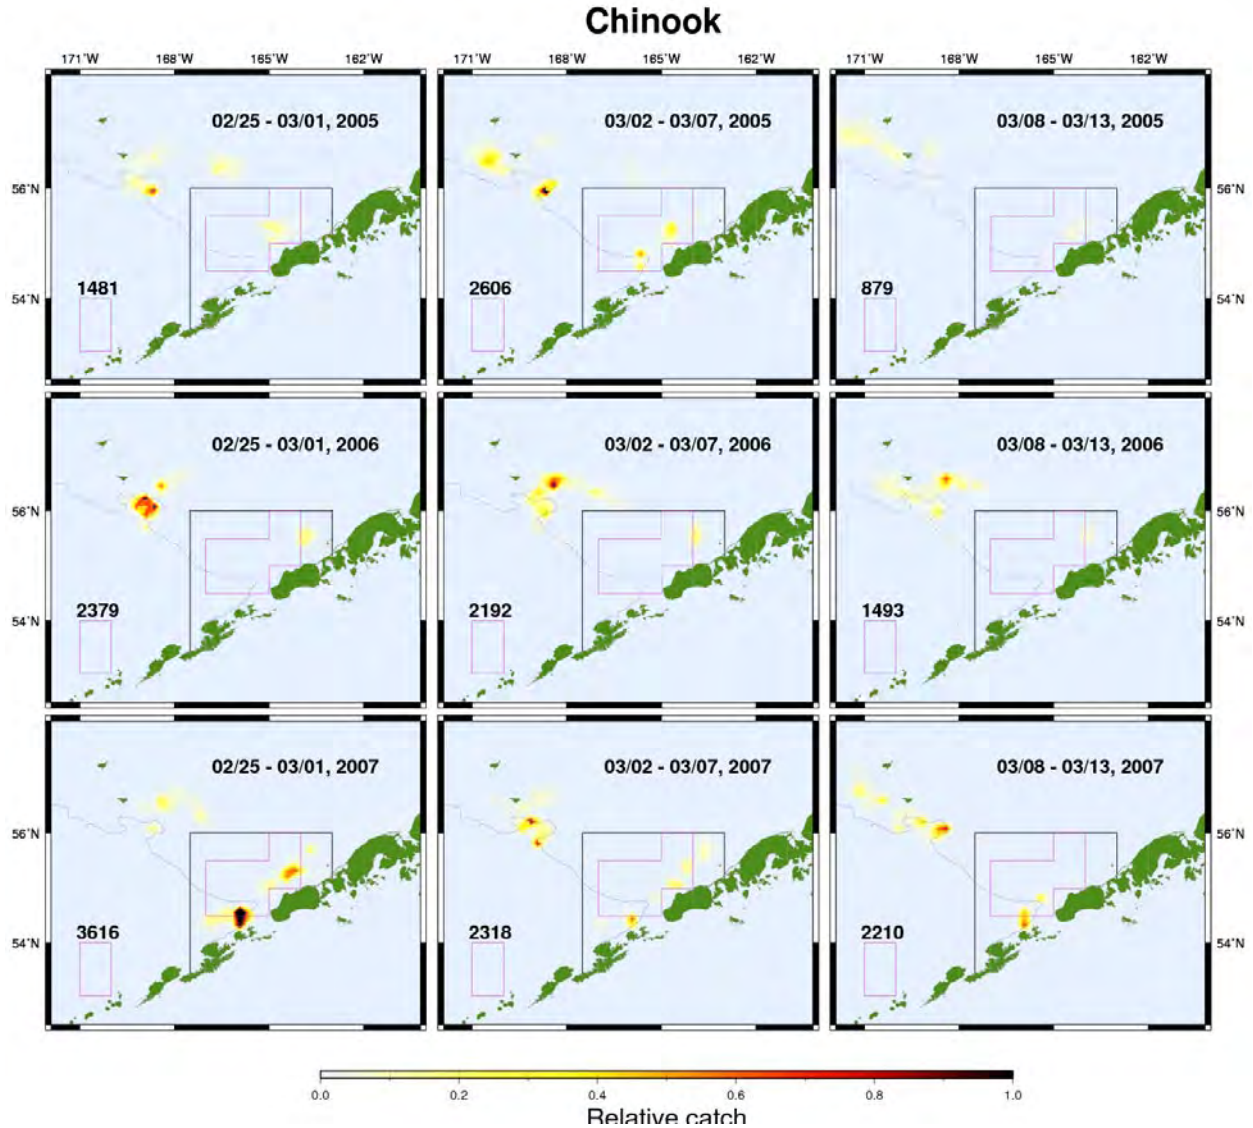 Chinook
171°W 168°W 165°W 162°W 171°W 168°W 165°W 162°W 171°W 168°W 165°W 162°W
02/25 - 03/01, 2005 03/02 - 03/07, 2005 03/08 - 03/13, 2005
56°N 56°N
1481 2606 879
54°N 54°N
02/25 - 03/01, 2006 03/02 - 03/07, 2006 03/08 - 03/13, 2006
56°N 56°N
2379 2192 1493
54°N 54°N
02/25 - 03/01, 2007 03/02 - 03/07, 2007 03/08 - 03/13, 2007
56°N 56°N
3616 2318 2210
54°N 54°N
0.0 0.2 0.4 0.6 0.8 1.0
Relative catch